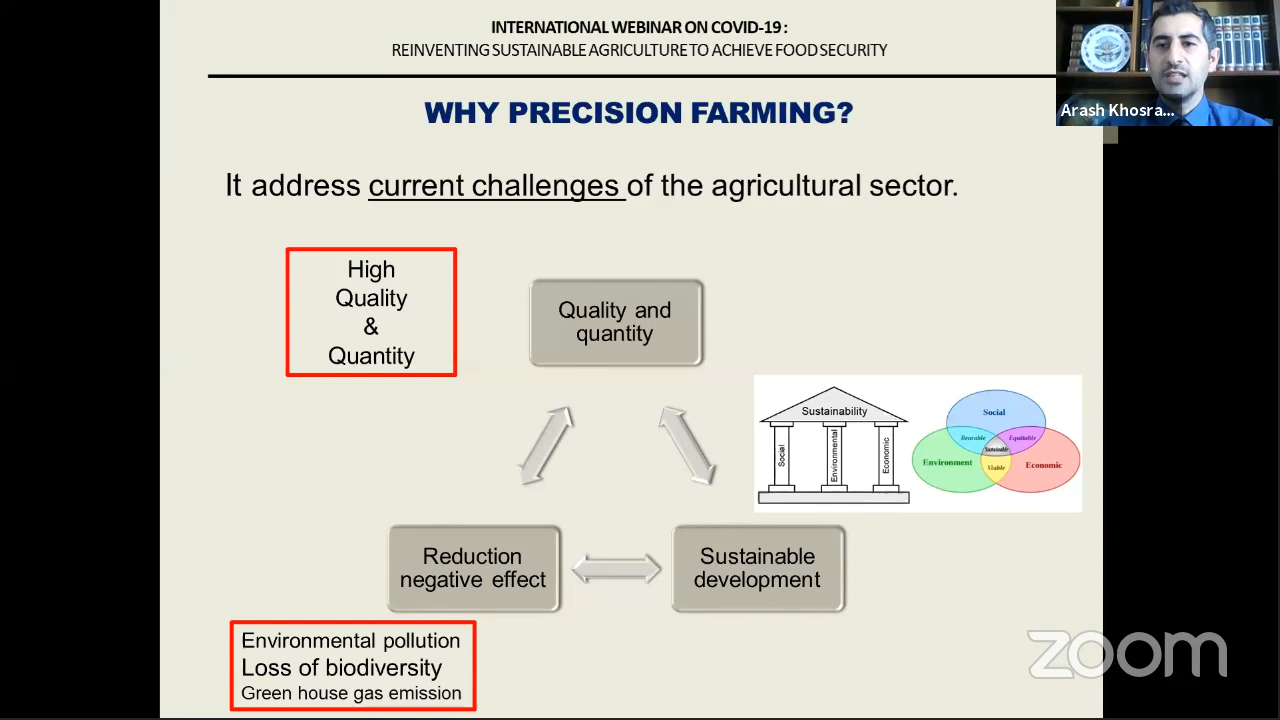 INTERNATIONAL WEBINAR ON COVID-19 :
REINVENTING SUSTAINABLE AGRICULTURE TO ACHIEVE FOOD SECURITY
Arash Khosra...
WHY PRECISION FARMING?
It address current challenges of the agricultural sector.
High
Quality
&
Quantity
Quality and
quantity
Sustainability
Social
Environmental
Economic
Social
Bearable
Equitable
Sustainable
Environment
Viable
Economic
Reduction
negative effect
Sustainable
development
Environmental pollution
Loss of biodiversity
Green house gas emission
zoom